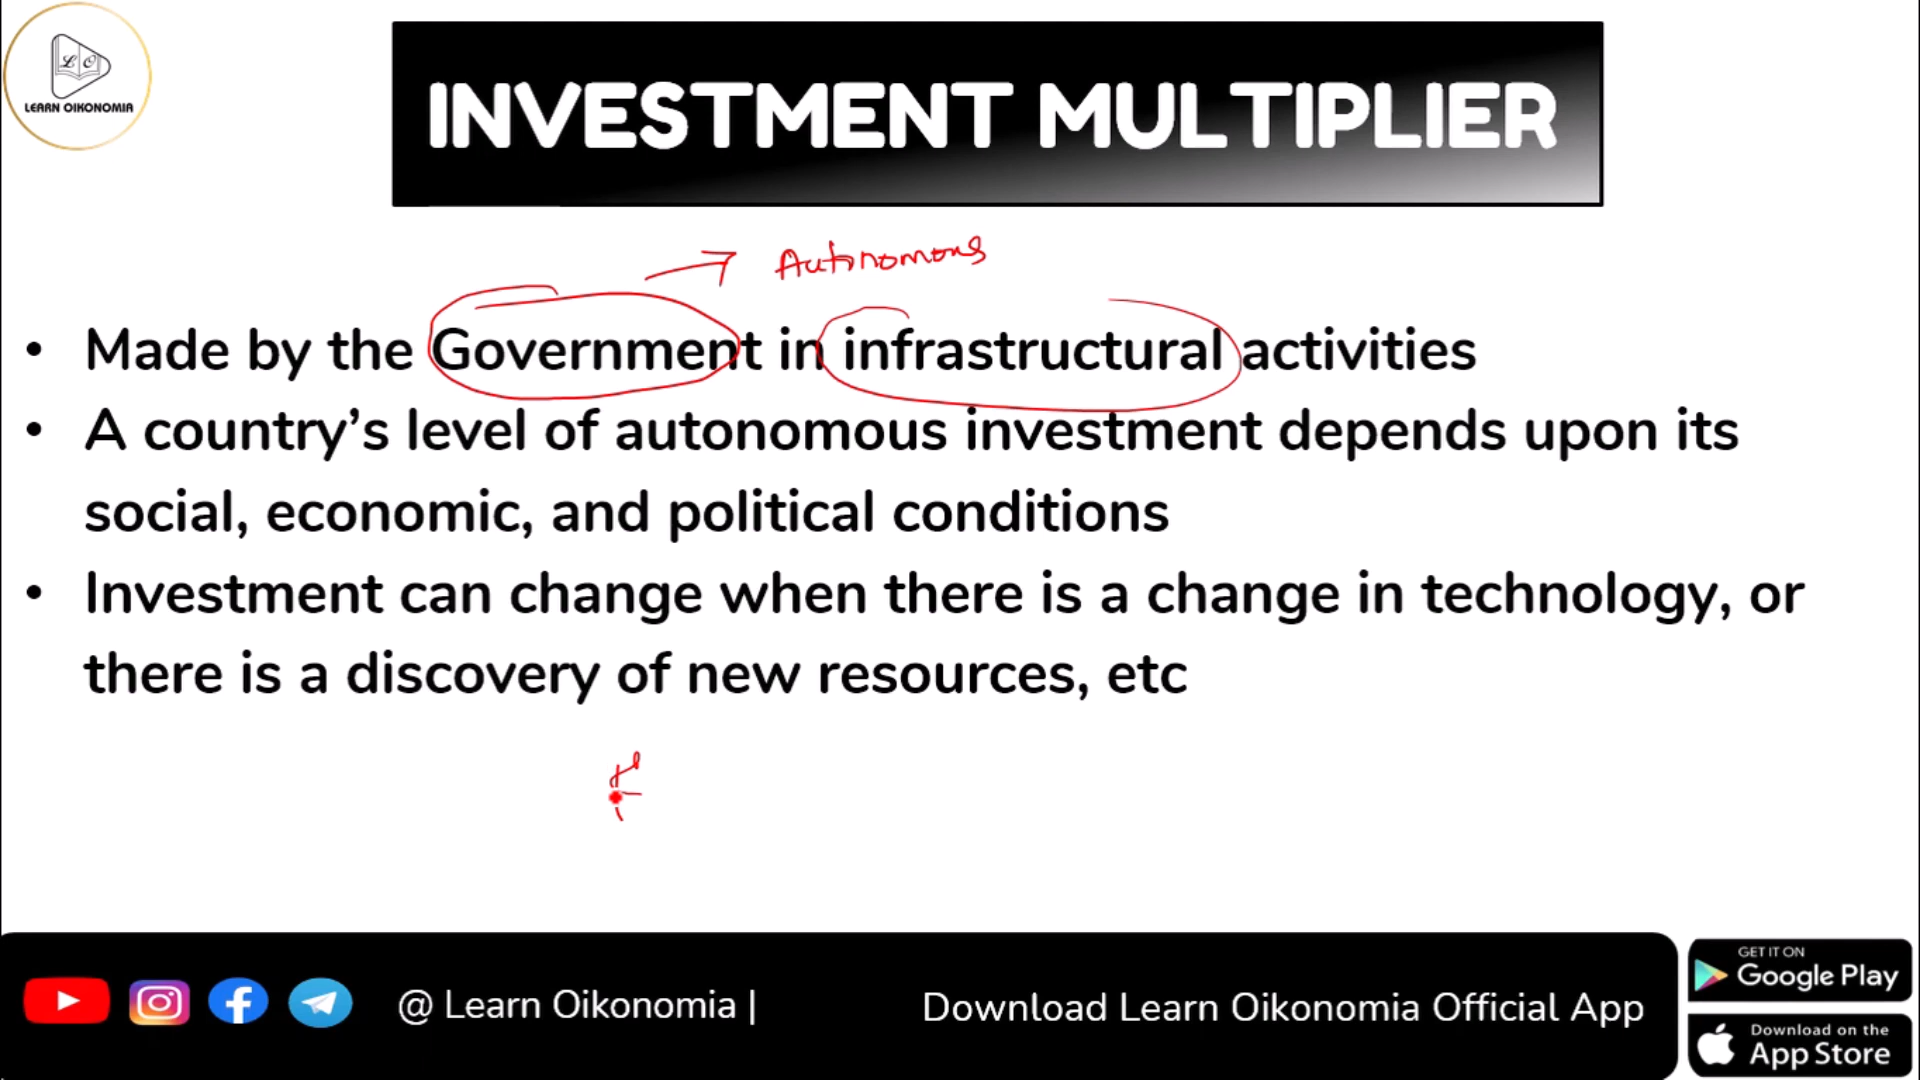 L O
LEARN OIKONOMIA
INVESTMENT MULTIPLIER
Autonomous
• Made by the Government in infrastructural activities
• A country’s level of autonomous investment depends upon its
social, economic, and political conditions
• Investment can change when there is a change in technology, or
there is a discovery of new resources, etc
@ Learn Oikonomia |
Download Learn Oikonomia Official App
GET IT ON
Google Play
Download on the
App Store